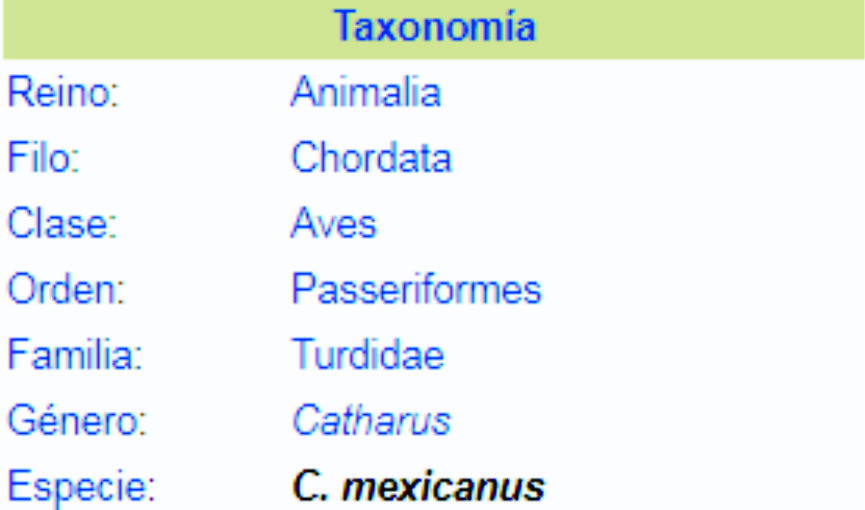 Taxonomía
Reino: Animalia
Filo: Chordata
Clase: Aves
Orden: Passeriformes
Familia: Turdidae
Género: Catharus
Especie: C. mexicanus